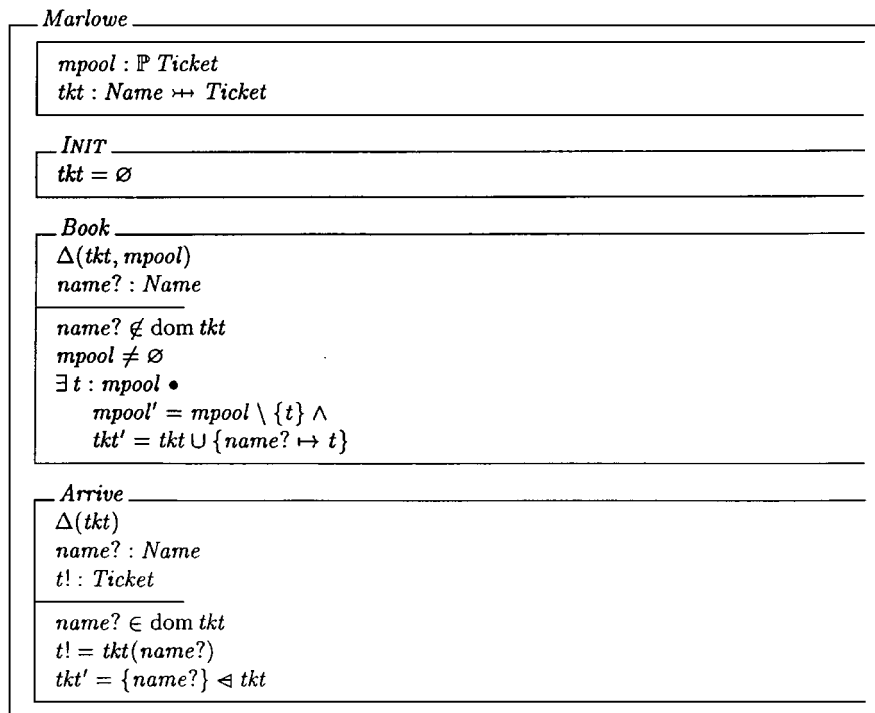 Marlowe
mpool : ℙ Ticket
tkt : Name ⤔ Ticket
INIT
tkt = ∅
Book
Δ(tkt, mpool)
name? : Name
name? ∉ dom tkt
mpool ≠ ∅
∃ t : mpool •
mpool′ = mpool \ {t} ∧
tkt′ = tkt ∪ {name? ↦ t}
Arrive
Δ(tkt)
name? : Name
t! : Ticket
name? ∈ dom tkt
t! = tkt(name?)
tkt′ = {name?} ⩤ tkt